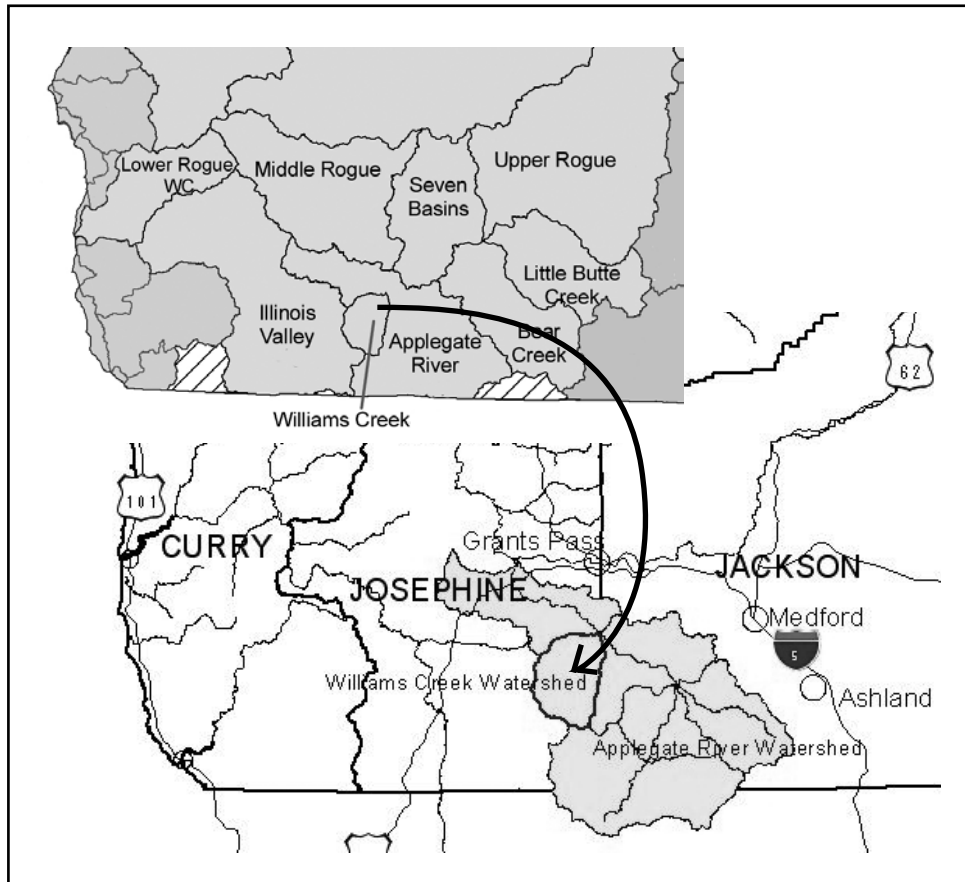 Lower Rogue
WC
Middle Rogue
Seven
Basins
Upper Rogue
Little Butte
Creek
Illinois
Valley
Applegate
River
Bear
Creek
Williams Creek
62
101
CURRY
Grants Pass
JOSEPHINE
JACKSON
Medford
5
Williams Creek Watershed
Ashland
Applegate River Watershed